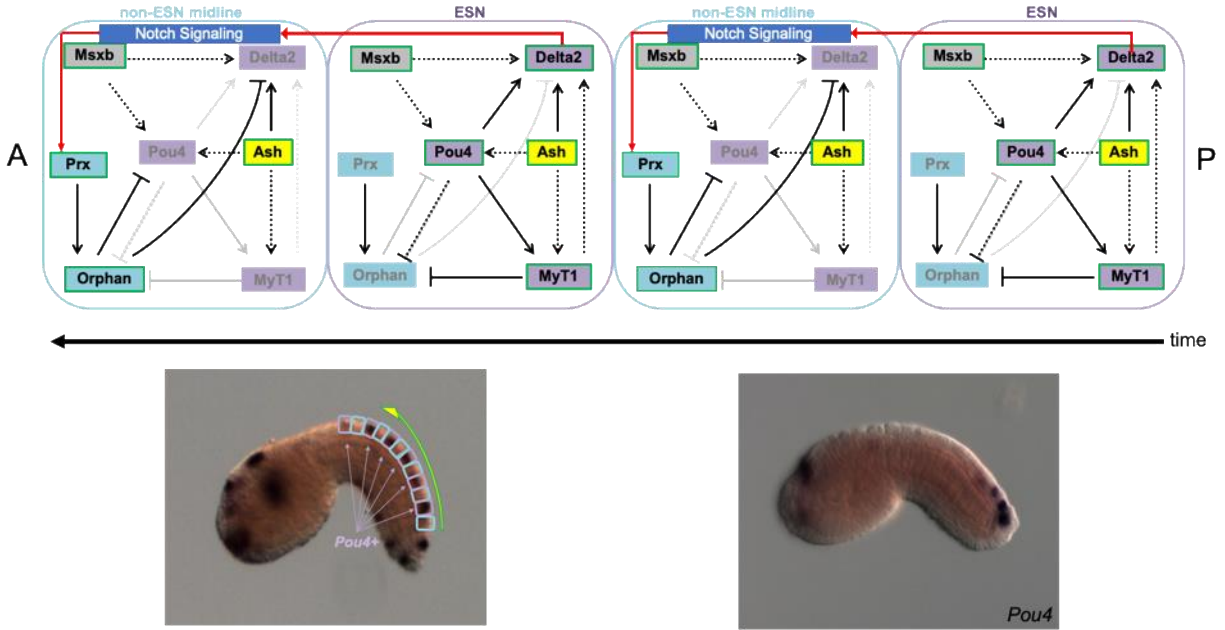 non-ESN midline
ESN
non-ESN midline
ESN
Notch Signaling
Notch Signaling
Msxb
Delta2
Msxb
Delta2
Msxb
Delta2
Msxb
Delta2
A
Pou4
Ash
Pou4
Ash
Pou4
Ash
Pou4
Ash
P
Prx
Prx
Prx
Prx
Orphan
MyT1
Orphan
MyT1
Orphan
MyT1
Orphan
MyT1
time
Pou4+
Pou4